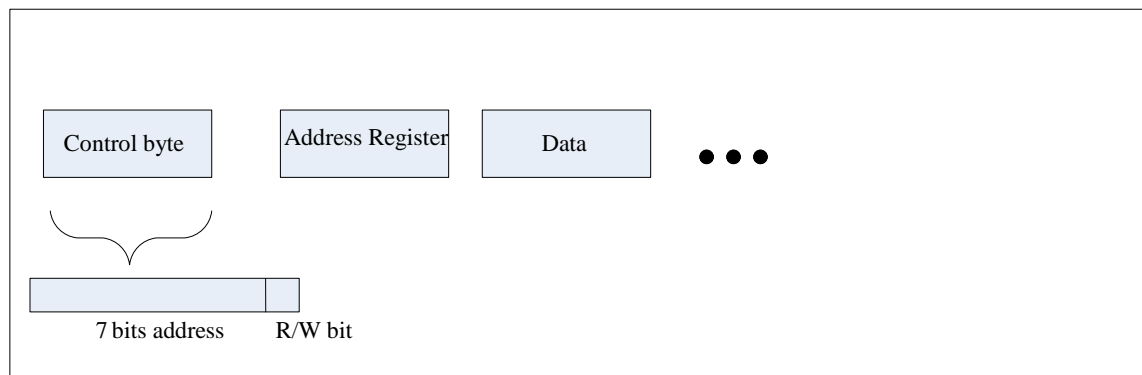 Control byte
Address Register
Data
7 bits address
R/W bit